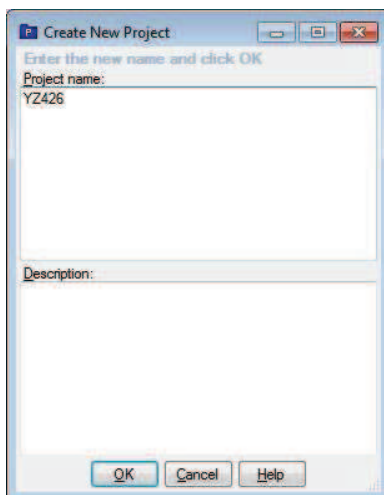 P Create New Project
Enter the new name and click OK
Project name:
YZ426
Description:
OK Cancel Help